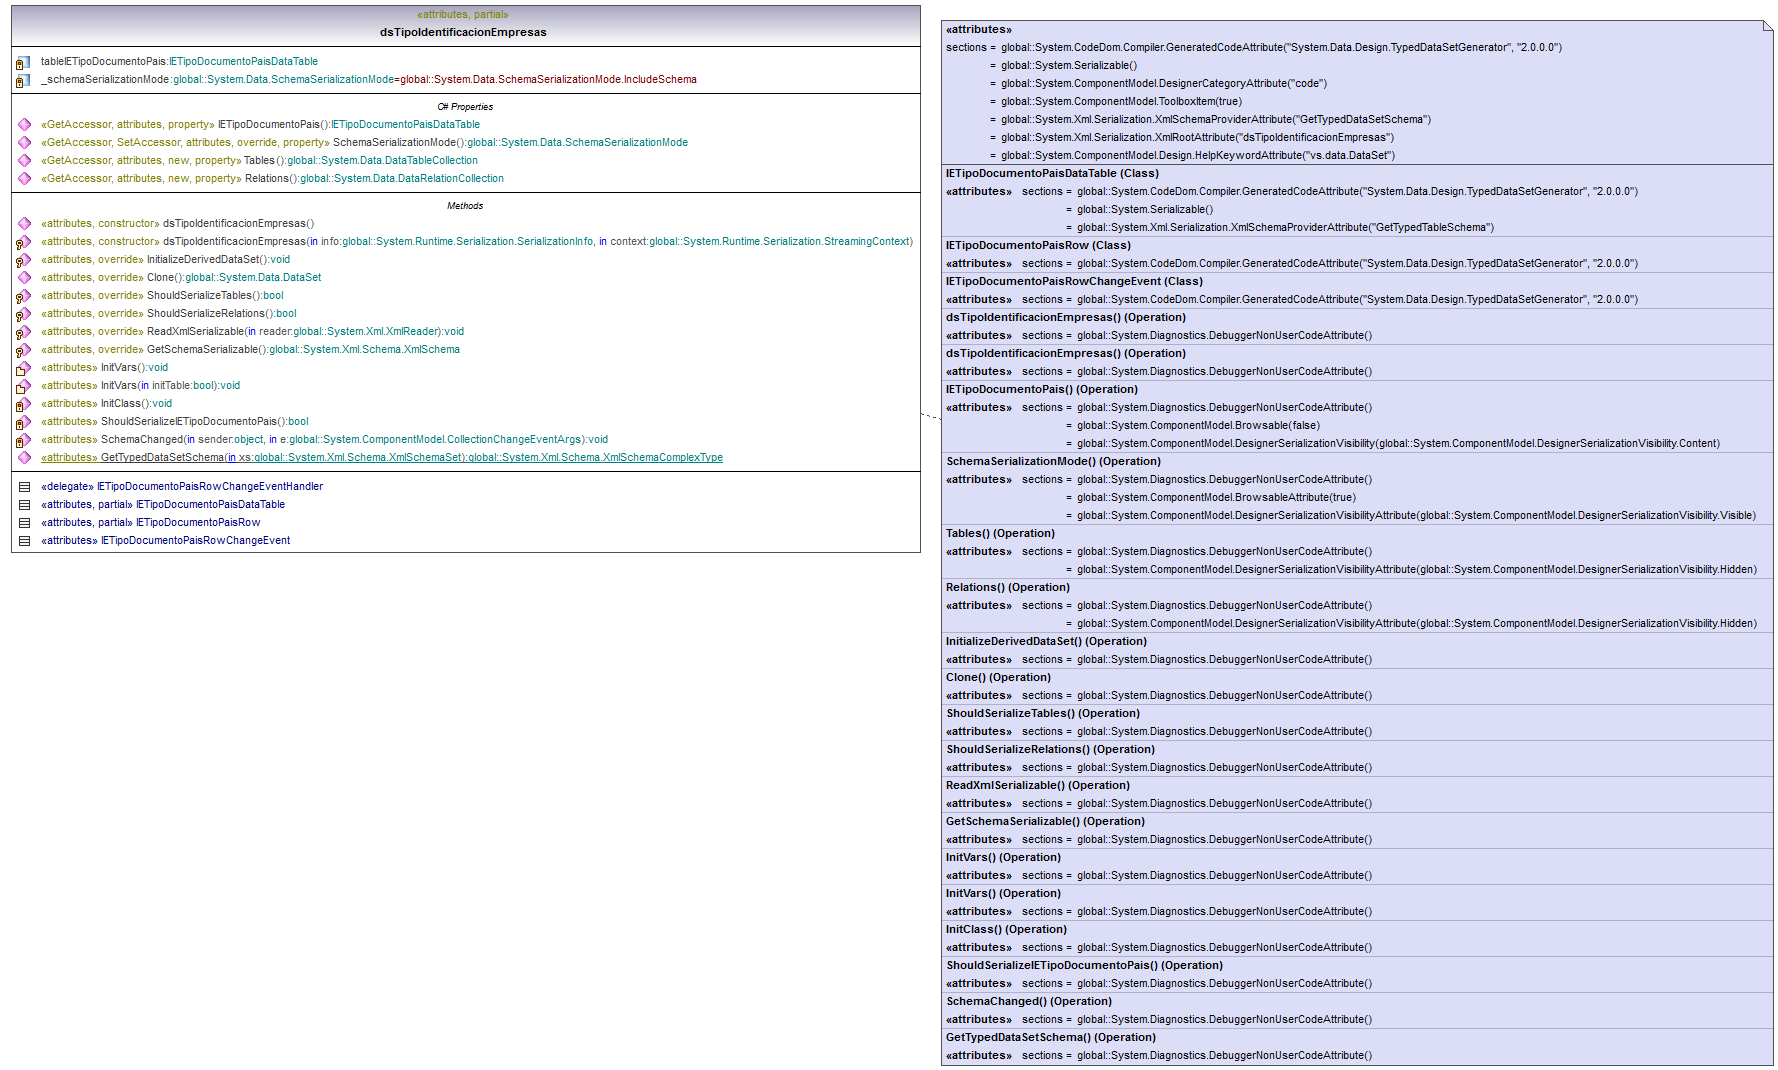 «attributes, partial»
dsTipoIdentificacionEmpresas
tableIETipoDocumentoPais:IETipoDocumentoPaisDataTable
_schemaSerializationMode:global::System.Data.SchemaSerializationMode=global::System.Data.SchemaSerializationMode.IncludeSchema
C# Properties
«GetAccessor, attributes, property» IETipoDocumentoPais():IETipoDocumentoPaisDataTable
«GetAccessor, SetAccessor, attributes, override, property» SchemaSerializationMode():global::System.Data.SchemaSerializationMode
«GetAccessor, attributes, new, property» Tables():global::System.Data.DataTableCollection
«GetAccessor, attributes, new, property» Relations():global::System.Data.DataRelationCollection
Methods
«attributes, constructor» dsTipoIdentificacionEmpresas()
«attributes, constructor» dsTipoIdentificacionEmpresas(in info:global::System.Runtime.Serialization.SerializationInfo, in context:global::System.Runtime.Serialization.StreamingContext)
«attributes, override» InitializeDerivedDataSet():void
«attributes, override» Clone():global::System.Data.DataSet
«attributes, override» ShouldSerializeTables():bool
«attributes, override» ShouldSerializeRelations():bool
«attributes, override» ReadXmlSerializable(in reader:global::System.Xml.XmlReader):void
«attributes, override» GetSchemaSerializable():global::System.Xml.Schema.XmlSchema
«attributes» InitVars():void
«attributes» InitVars(in initTable:bool):void
«attributes» InitClass():void
«attributes» ShouldSerializeIETipoDocumentoPais():bool
«attributes» SchemaChanged(in sender:object, in e:global::System.ComponentModel.CollectionChangeEventArgs):void
«attributes» GetTypedDataSetSchema(in xs:global::System.Xml.Schema.XmlSchemaSet):global::System.Xml.Schema.XmlSchemaComplexType
«delegate» IETipoDocumentoPaisRowChangeEventHandler
«attributes, partial» IETipoDocumentoPaisDataTable
«attributes, partial» IETipoDocumentoPaisRow
«attributes» IETipoDocumentoPaisRowChangeEvent
«attributes»
sections = global::System.CodeDom.Compiler.GeneratedCodeAttribute("System.Data.Design.TypedDataSetGenerator", "2.0.0.0")
= global::System.Serializable()
= global::System.ComponentModel.DesignerCategoryAttribute("code")
= global::System.ComponentModel.ToolboxItem(true)
= global::System.Xml.Serialization.XmlSchemaProviderAttribute("GetTypedDataSetSchema")
= global::System.Xml.Serialization.XmlRootAttribute("dsTipoIdentificacionEmpresas")
= global::System.ComponentModel.Design.HelpKeywordAttribute("vs.data.DataSet")
IETipoDocumentoPaisDataTable (Class)
«attributes» sections = global::System.CodeDom.Compiler.GeneratedCodeAttribute("System.Data.Design.TypedDataSetGenerator", "2.0.0.0")
= global::System.Serializable()
= global::System.Xml.Serialization.XmlSchemaProviderAttribute("GetTypedTableSchema")
IETipoDocumentoPaisRow (Class)
«attributes» sections = global::System.CodeDom.Compiler.GeneratedCodeAttribute("System.Data.Design.TypedDataSetGenerator", "2.0.0.0")
IETipoDocumentoPaisRowChangeEvent (Class)
«attributes» sections = global::System.CodeDom.Compiler.GeneratedCodeAttribute("System.Data.Design.TypedDataSetGenerator", "2.0.0.0")
dsTipoIdentificacionEmpresas() (Operation)
«attributes» sections = global::System.Diagnostics.DebuggerNonUserCodeAttribute()
dsTipoIdentificacionEmpresas() (Operation)
«attributes» sections = global::System.Diagnostics.DebuggerNonUserCodeAttribute()
IETipoDocumentoPais() (Operation)
«attributes» sections = global::System.Diagnostics.DebuggerNonUserCodeAttribute()
= global::System.ComponentModel.Browsable(false)
= global::System.ComponentModel.DesignerSerializationVisibility(global::System.ComponentModel.DesignerSerializationVisibility.Content)
SchemaSerializationMode() (Operation)
«attributes» sections = global::System.Diagnostics.DebuggerNonUserCodeAttribute()
= global::System.ComponentModel.BrowsableAttribute(true)
= global::System.ComponentModel.DesignerSerializationVisibilityAttribute(global::System.ComponentModel.DesignerSerializationVisibility.Visible)
Tables() (Operation)
«attributes» sections = global::System.Diagnostics.DebuggerNonUserCodeAttribute()
= global::System.ComponentModel.DesignerSerializationVisibilityAttribute(global::System.ComponentModel.DesignerSerializationVisibility.Hidden)
Relations() (Operation)
«attributes» sections = global::System.Diagnostics.DebuggerNonUserCodeAttribute()
= global::System.ComponentModel.DesignerSerializationVisibilityAttribute(global::System.ComponentModel.DesignerSerializationVisibility.Hidden)
InitializeDerivedDataSet() (Operation)
«attributes» sections = global::System.Diagnostics.DebuggerNonUserCodeAttribute()
Clone() (Operation)
«attributes» sections = global::System.Diagnostics.DebuggerNonUserCodeAttribute()
ShouldSerializeTables() (Operation)
«attributes» sections = global::System.Diagnostics.DebuggerNonUserCodeAttribute()
ShouldSerializeRelations() (Operation)
«attributes» sections = global::System.Diagnostics.DebuggerNonUserCodeAttribute()
ReadXmlSerializable() (Operation)
«attributes» sections = global::System.Diagnostics.DebuggerNonUserCodeAttribute()
GetSchemaSerializable() (Operation)
«attributes» sections = global::System.Diagnostics.DebuggerNonUserCodeAttribute()
InitVars() (Operation)
«attributes» sections = global::System.Diagnostics.DebuggerNonUserCodeAttribute()
InitVars() (Operation)
«attributes» sections = global::System.Diagnostics.DebuggerNonUserCodeAttribute()
InitClass() (Operation)
«attributes» sections = global::System.Diagnostics.DebuggerNonUserCodeAttribute()
ShouldSerializeIETipoDocumentoPais() (Operation)
«attributes» sections = global::System.Diagnostics.DebuggerNonUserCodeAttribute()
SchemaChanged() (Operation)
«attributes» sections = global::System.Diagnostics.DebuggerNonUserCodeAttribute()
GetTypedDataSetSchema() (Operation)
«attributes» sections = global::System.Diagnostics.DebuggerNonUserCodeAttribute()